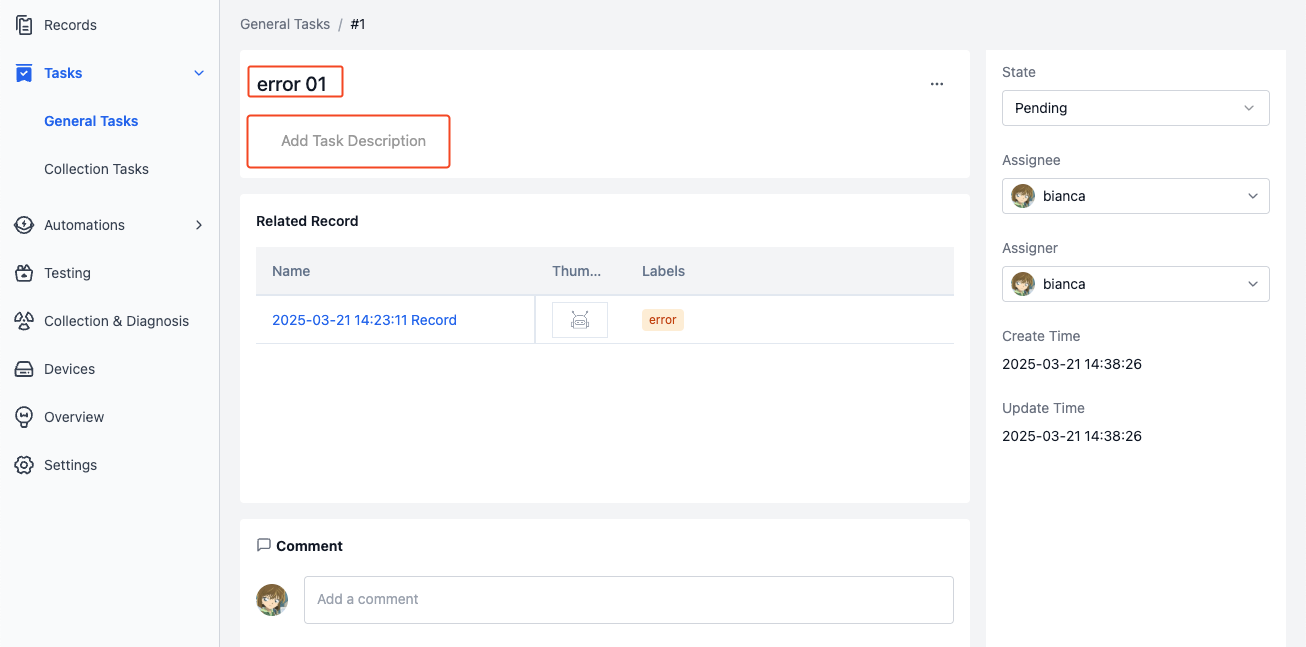 Records
Tasks
General Tasks
Collection Tasks
Automations
Testing
Collection & Diagnosis
Devices
Overview
Settings
General Tasks / #1
error 01
...
Add Task Description
Related Record
Name Thum... Labels
2025-03-21 14:23:11 Record error
Comment
Add a comment
State
Pending
Assignee
bianca
Assigner
bianca
Create Time
2025-03-21 14:38:26
Update Time
2025-03-21 14:38:26